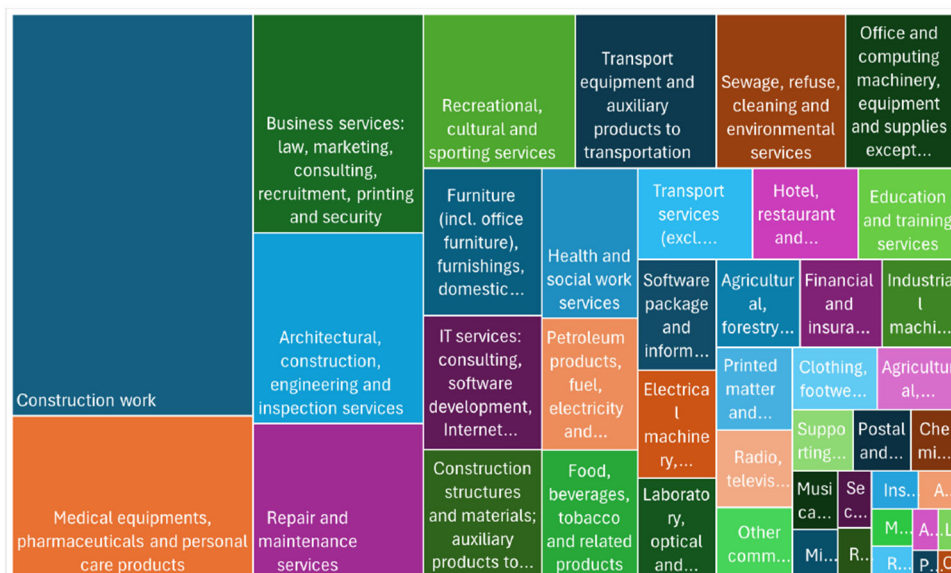 Construction work
Medical equipments,
pharmaceuticals and personal
care products
Business services:
law, marketing,
consulting,
recruitment, printing
and security
Architectural,
construction,
engineering and
inspection services
Repair and
maintenance
services
Recreational,
cultural and
sporting services
Transport
equipment and
auxiliary
products to
transportation
Sewage, refuse,
cleaning and
environmental
services
Office and
computing
machinery,
equipment
and supplies
except...
Furniture
(incl. office
furniture),
furnishings,
domestic...
Health and
social work
services
Transport
services
(excl....
Hotel,
restaurant
and...
Education
and training
services
IT services:
consulting,
software
development,
Internet...
Petroleum
products,
fuel,
electricity
and...
Software
package
and
inform...
Agricultur
al,
forestry...
Financial
and
insura...
Industria
l
machi...
Construction
structures
and materials;
auxiliary
products to...
Food,
beverages,
tobacco
and related
products
Electrica
l
machine
ry,...
Laborato
ry,
optical
and...
Printed
matter
and...
Clothing,
footwe...
Agricultur
al,...
Radio,
televis...
Other
comm...
Suppo
rting...
Postal
and...
Che
mi...
Musi
ca...
Se
c...
Ins...
A...
Mi...
R...
M...
A...
L
R...
P...